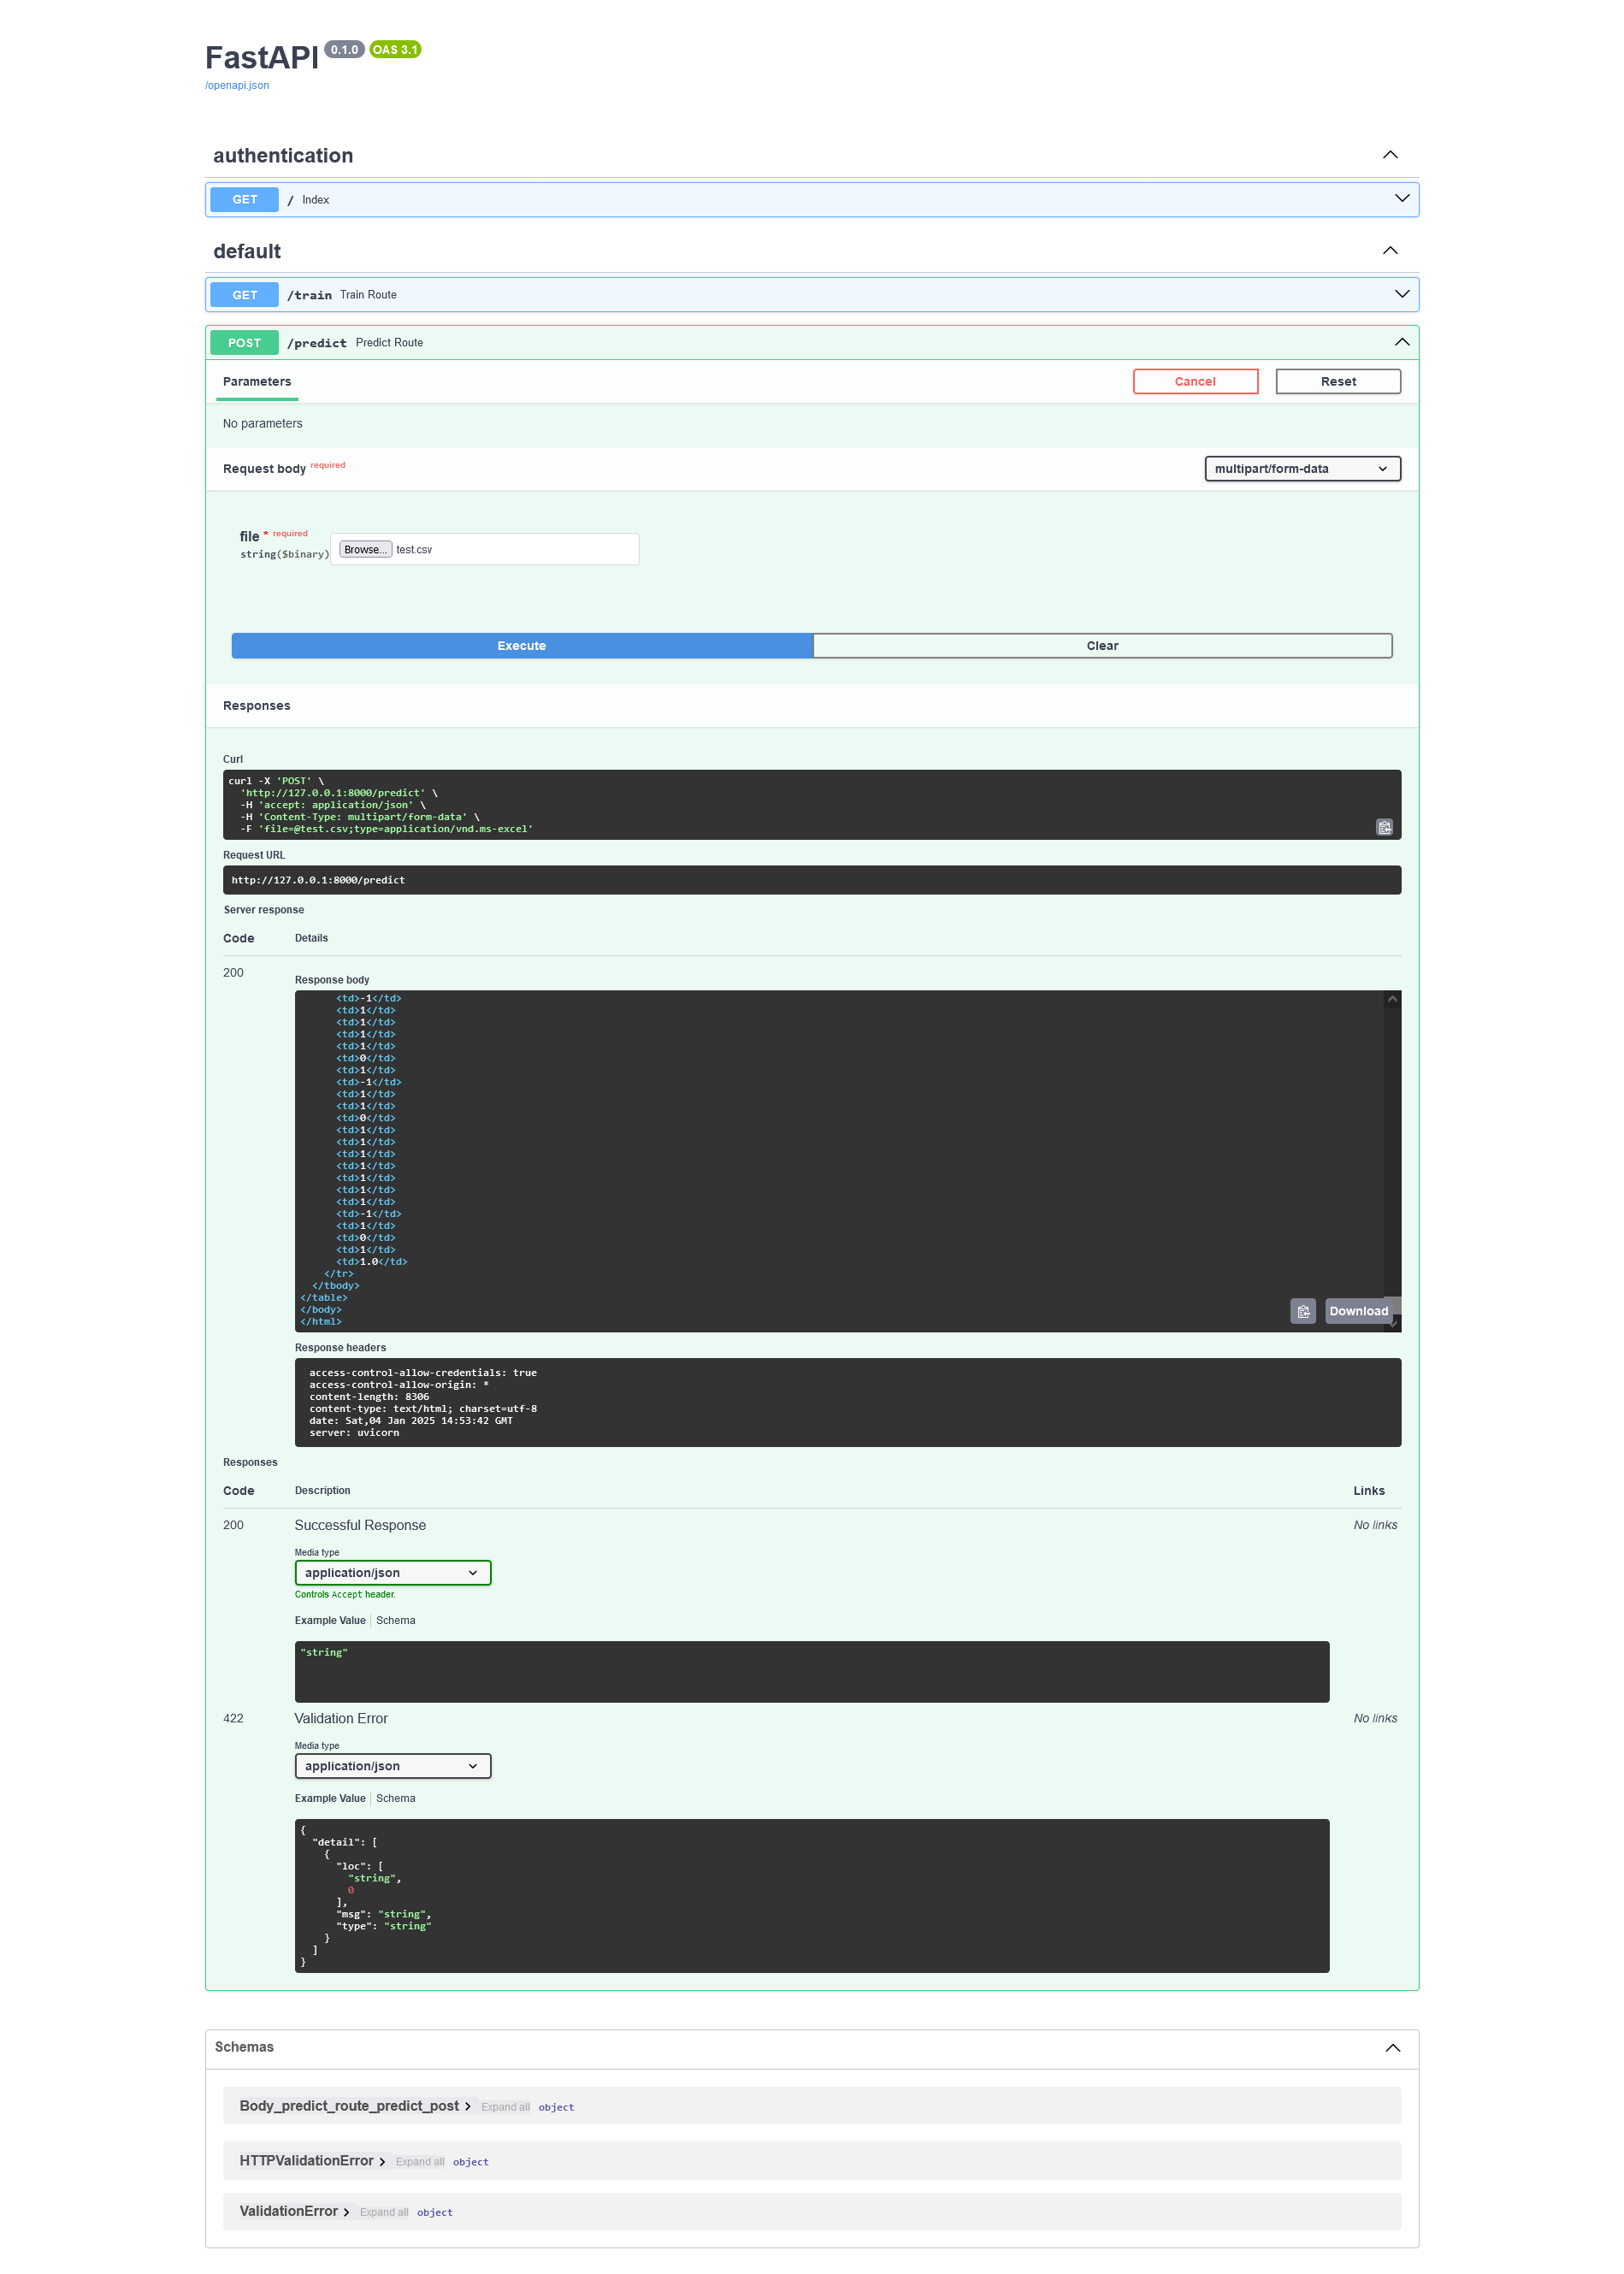 FastAPI 0.1.0 OAS 3.1
/openapi.json
authentication
GET / Index
default
GET /train Train Route
POST /predict Predict Route
Parameters Cancel Reset
No parameters
Request body required multipart/form-data
file * required
string($binary) Browse... test.csv
Execute Clear
Responses
Curl
curl -X 'POST' \
'http://127.0.0.1:8000/predict' \
-H 'accept: application/json' \
-H 'Content-Type: multipart/form-data' \
-F 'file=@test.csv;type=application/vnd.ms-excel'
Request URL
http://127.0.0.1:8000/predict
Server response
Code Details
200
Response body
<td>-1</td>
<td>1</td>
<td>1</td>
<td>1</td>
<td>1</td>
<td>0</td>
<td>1</td>
<td>-1</td>
<td>1</td>
<td>1</td>
<td>0</td>
<td>1</td>
<td>1</td>
<td>1</td>
<td>1</td>
<td>1</td>
<td>1</td>
<td>1</td>
<td>-1</td>
<td>1</td>
<td>0</td>
<td>1</td>
<td>1.0</td>
</tr>
</tbody>
</table>
</body>
</html>
Download
Response headers
access-control-allow-credentials: true
access-control-allow-origin: *
content-length: 8306
content-type: text/html; charset=utf-8
date: Sat,04 Jan 2025 14:53:42 GMT
server: uvicorn
Responses
Code Description Links
200 Successful Response No links
Media type
application/json
Controls Accept header.
Example Value Schema
"string"
422 Validation Error No links
Media type
application/json
Example Value Schema
{
"detail": [
{
"loc": [
"string",
0
],
"msg": "string",
"type": "string"
}
]
}
Schemas
Body_predict_route_predict_post Expand all object
HTTPValidationError Expand all object
ValidationError Expand all object